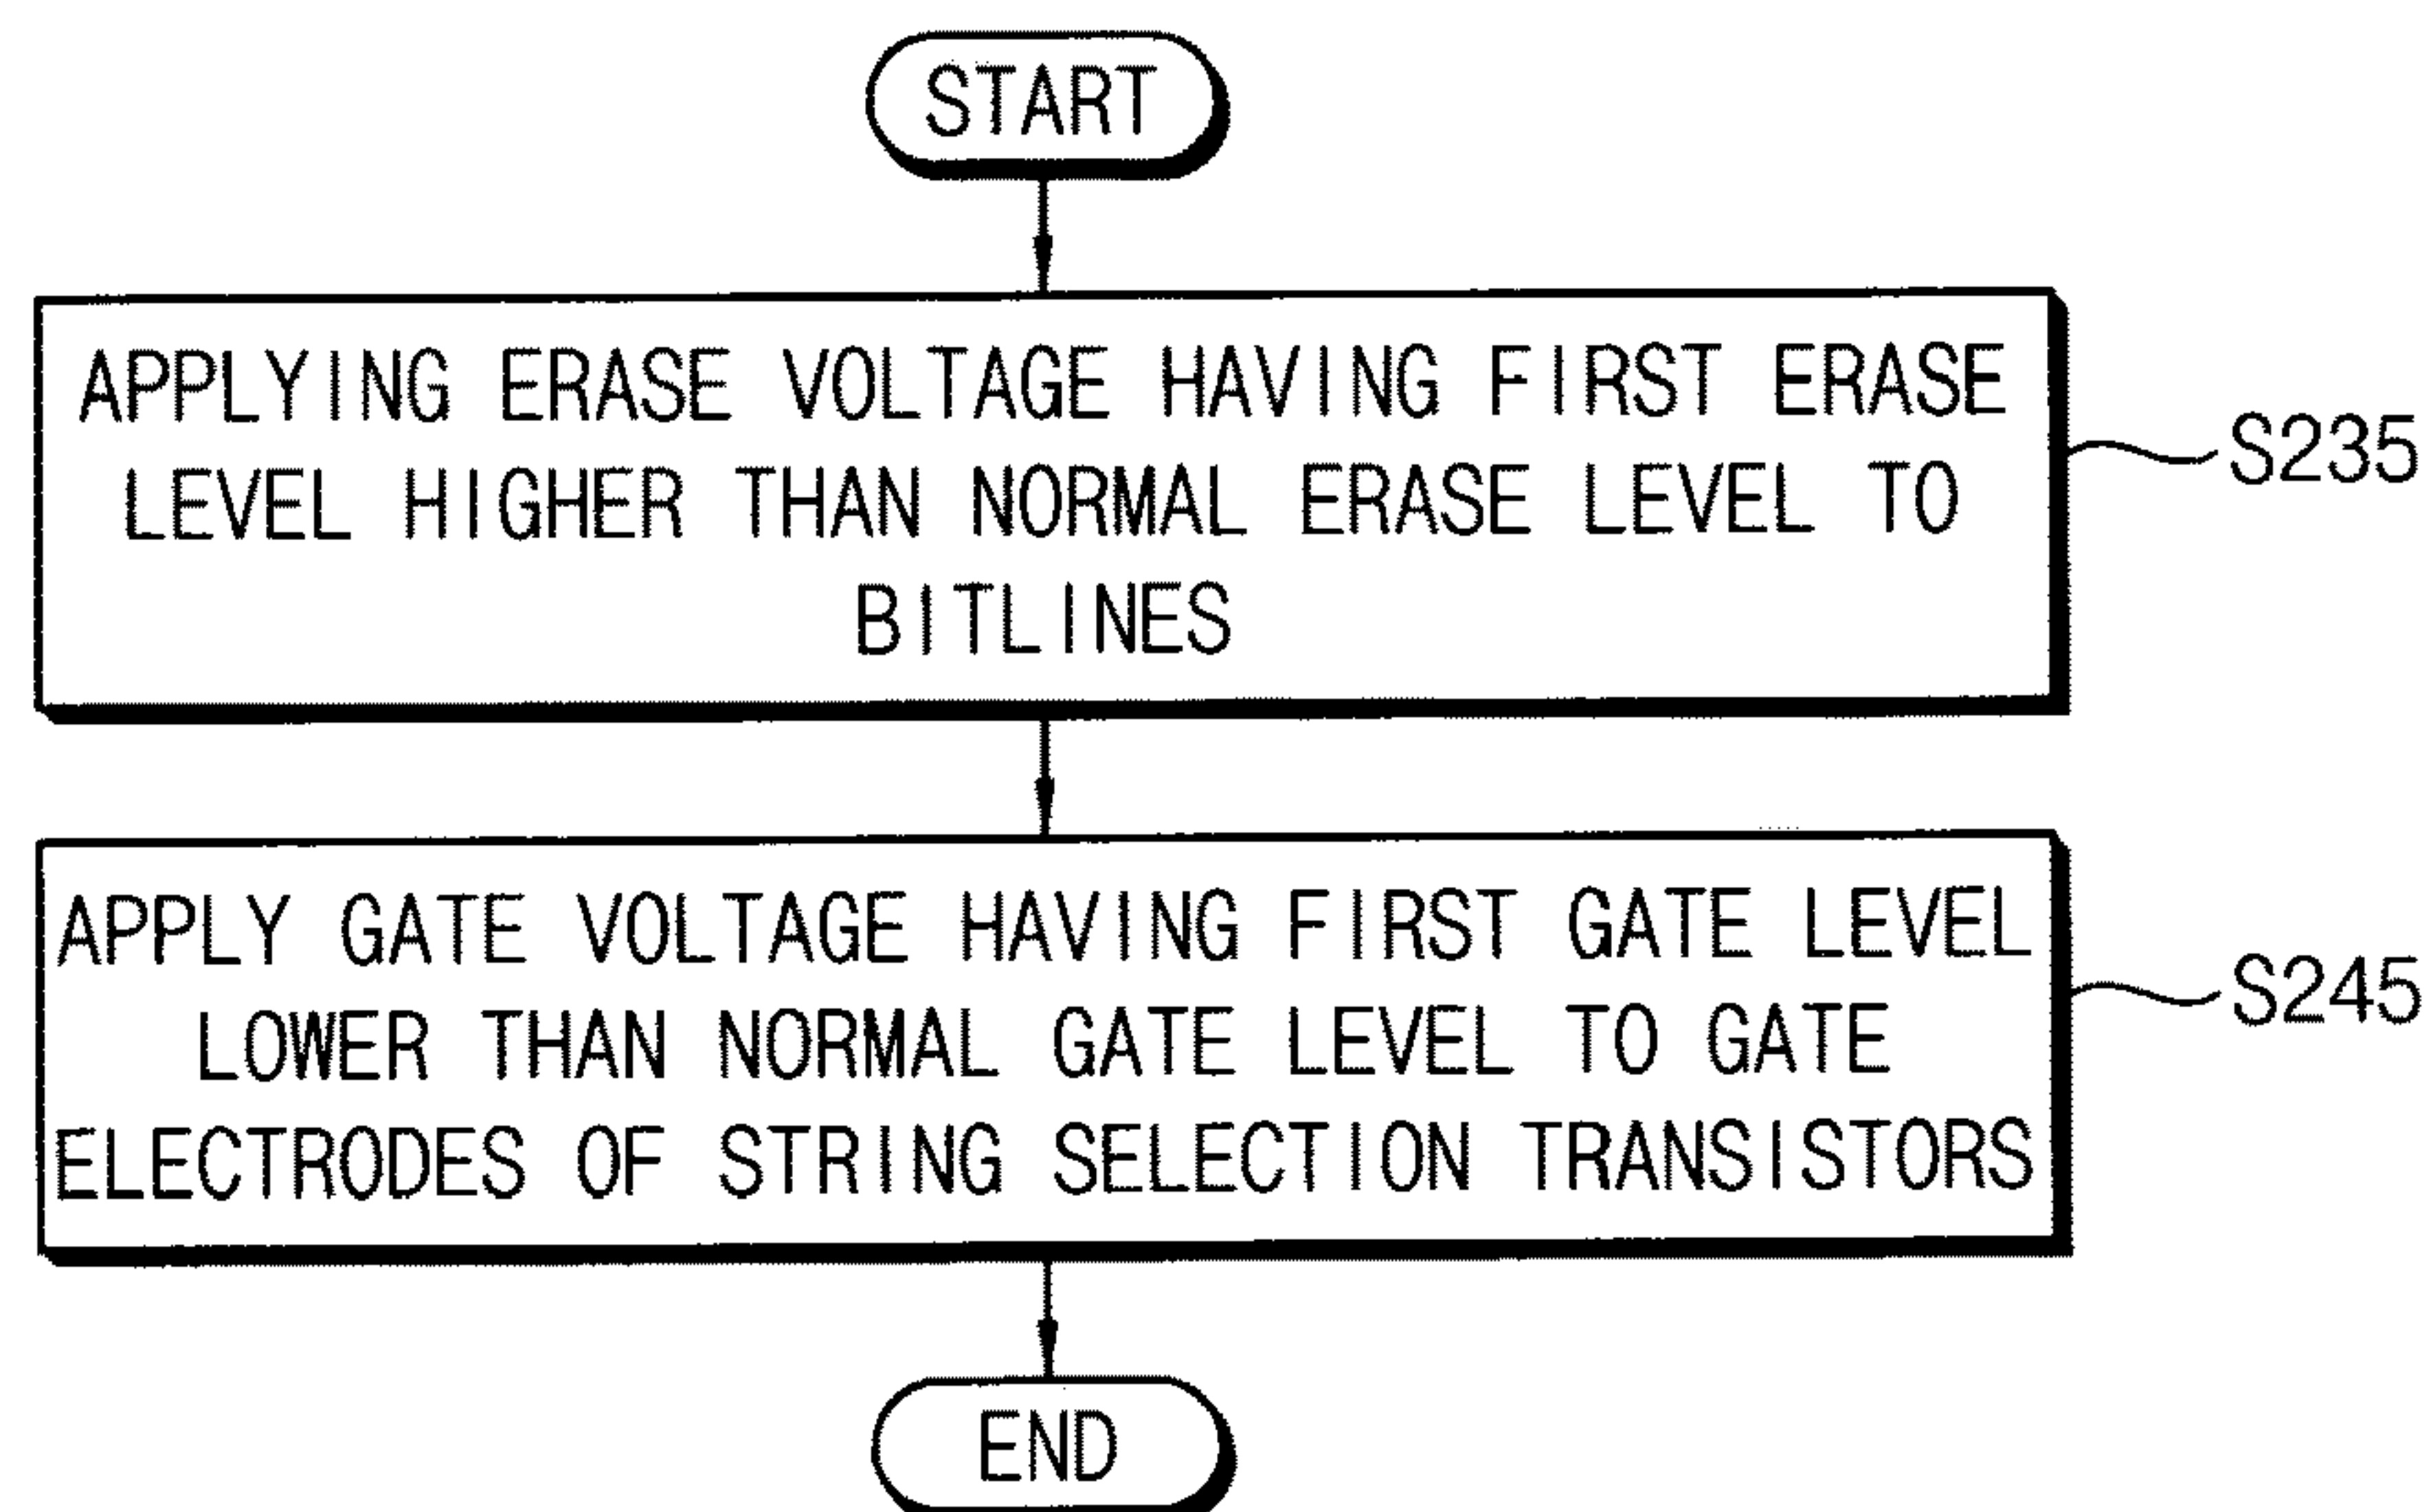 START
APPLYING ERASE VOLTAGE HAVING FIRST ERASE
LEVEL HIGHER THAN NORMAL ERASE LEVEL TO
BITLINES
S235
APPLY GATE VOLTAGE HAVING FIRST GATE LEVEL
LOWER THAN NORMAL GATE LEVEL TO GATE
ELECTRODES OF STRING SELECTION TRANSISTORS
S245
END